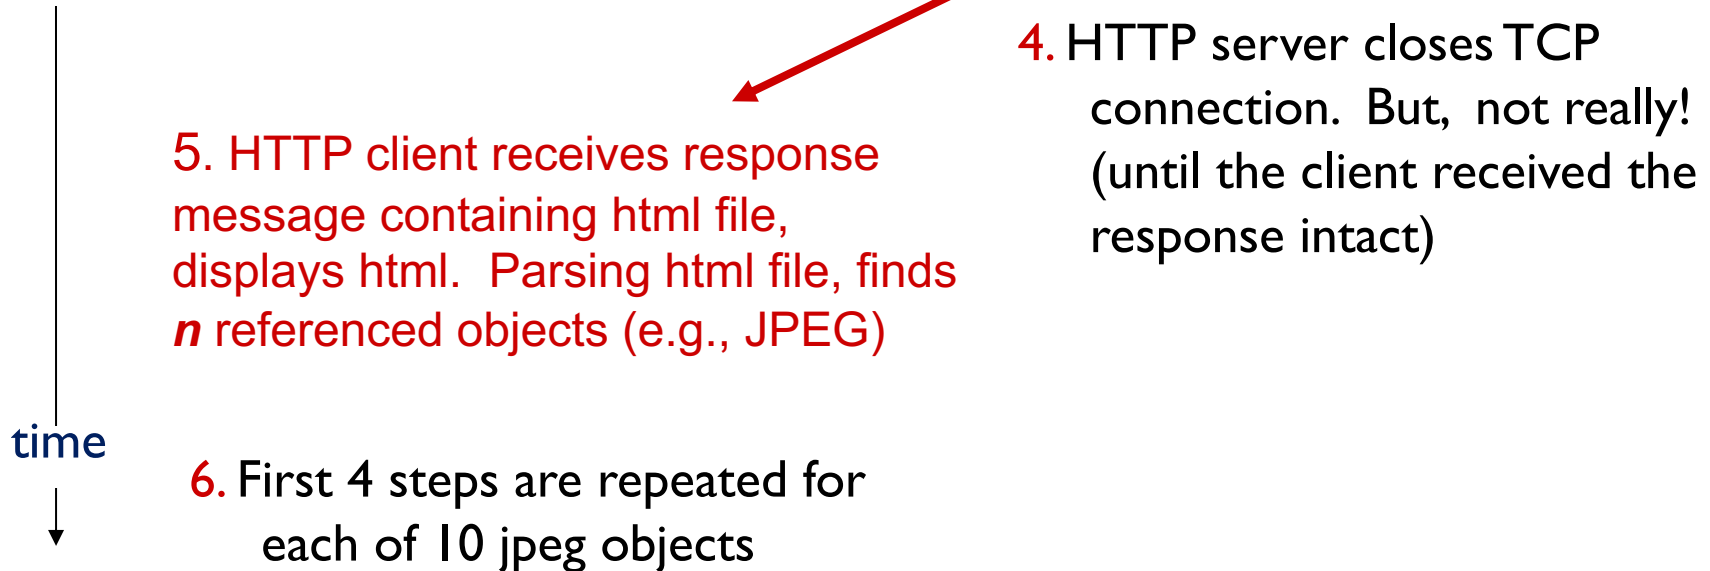 4. HTTP server closes TCP
connection. But, not really!
(until the client received the
response intact)
5. HTTP client receives response
message containing html file,
displays html. Parsing html file, finds
n referenced objects (e.g., JPEG)
time
6. First 4 steps are repeated for
each of 10 jpeg objects